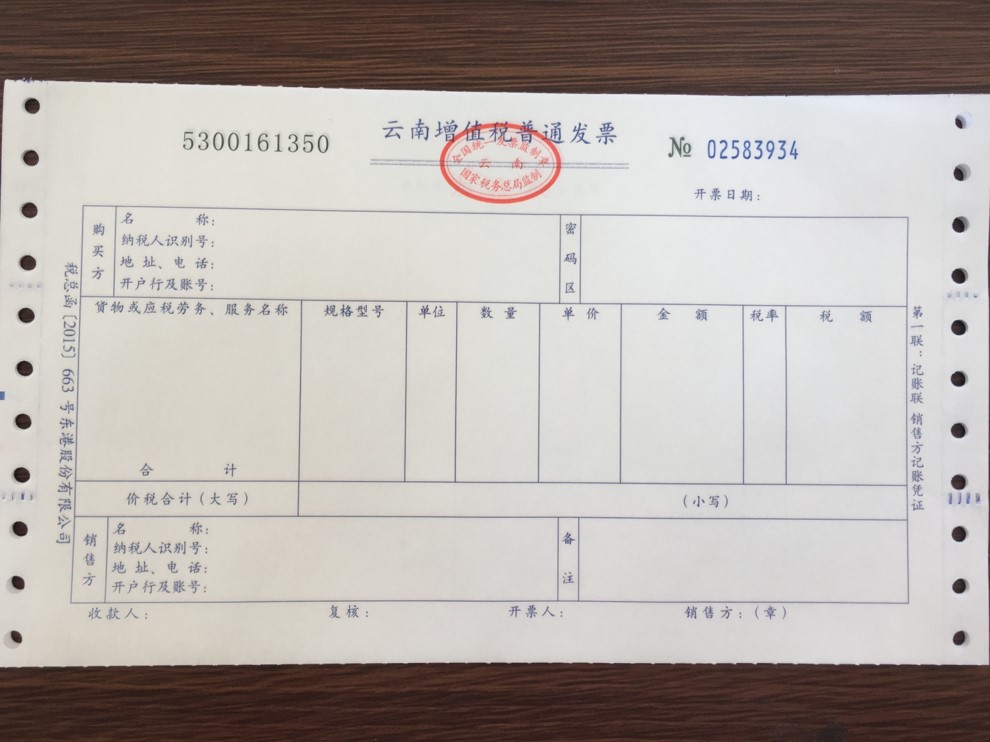 5300161350
云南增值税普通发票
全国统一发票监制章
云 南
国家税务总局监制
№ 02583934
开票日期：
购买方
名 称：
纳税人识别号：
地 址、电 话：
开户行及账号：
密码区
货物或应税劳务、服务名称 规格型号 单位 数 量 单 价 金 额 税率 税 额
合 计
价税合计（大写） （小写）
销售方
名 称：
纳税人识别号：
地 址、电 话：
开户行及账号：
备注
收款人： 复核： 开票人： 销售方：（章）
税总函〔2015〕663 号东港股份有限公司
第一联：记账联 销售方记账凭证